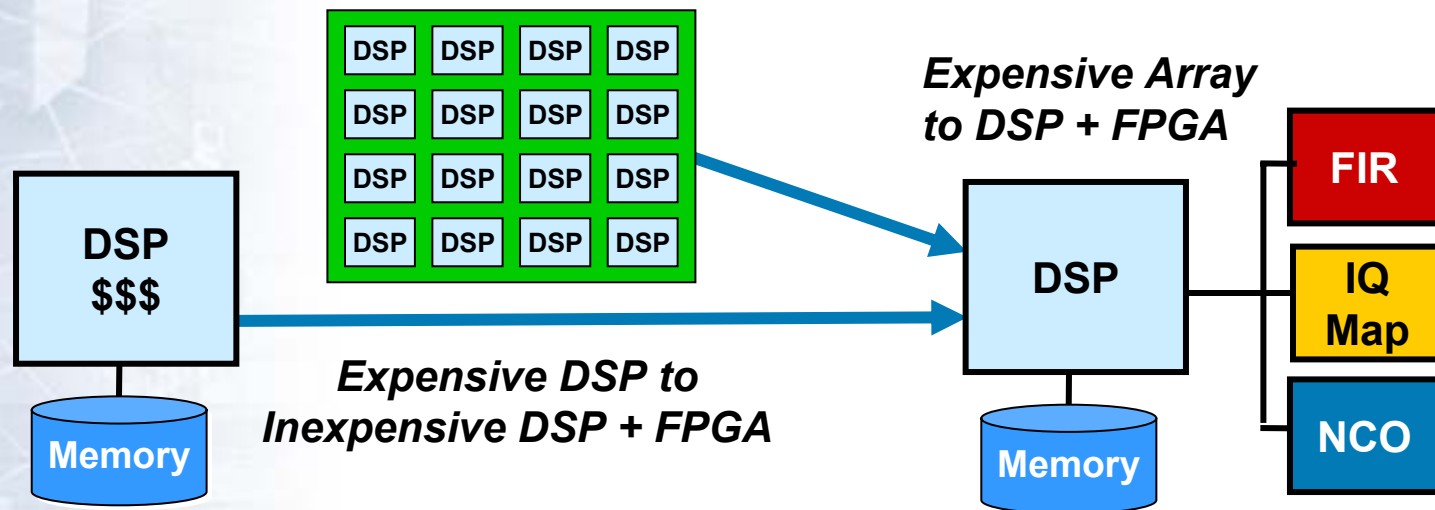 DSP DSP DSP DSP
DSP DSP DSP DSP
DSP DSP DSP DSP
DSP DSP DSP DSP
Expensive Array
to DSP + FPGA
DSP
$$$
Memory
Expensive DSP to
Inexpensive DSP + FPGA
DSP
Memory
FIR
IQ
Map
NCO